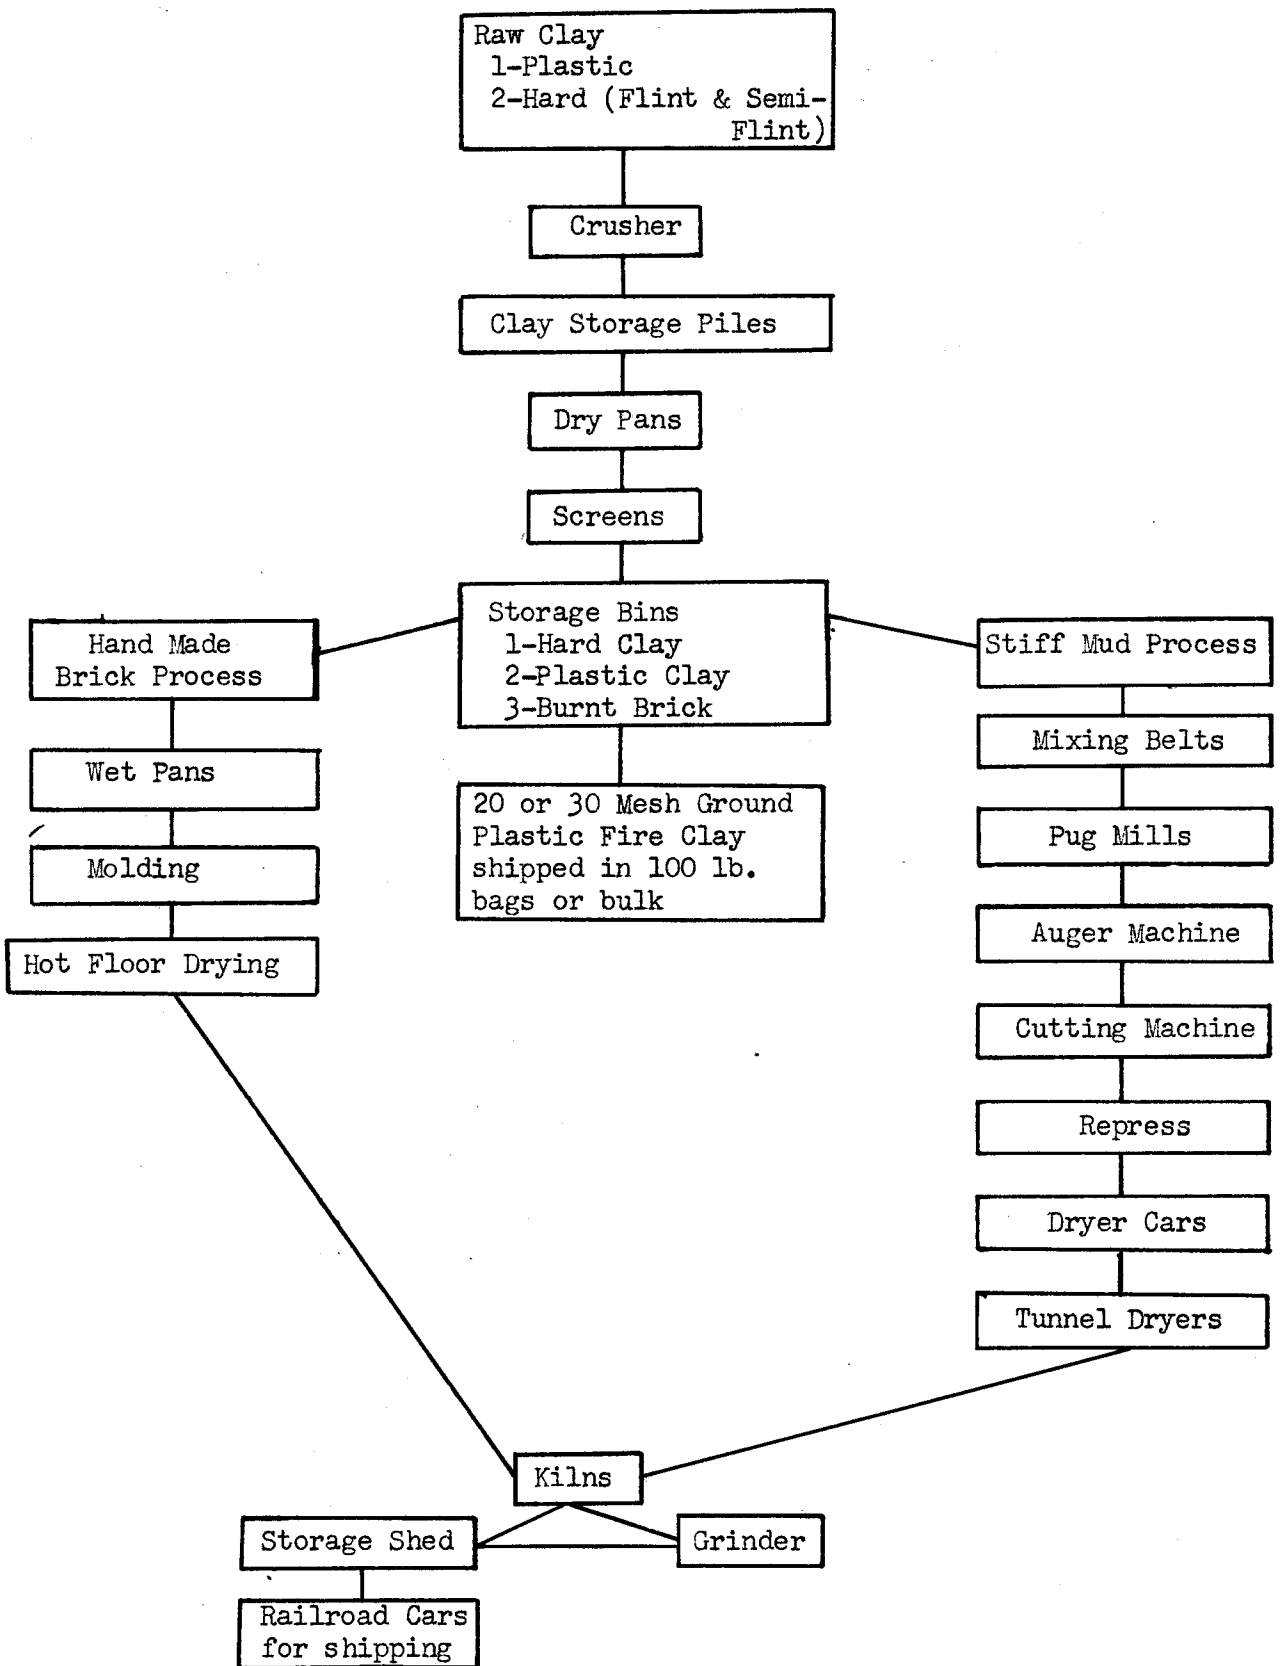 Raw Clay
1-Plastic
2-Hard (Flint & Semi-
Flint)
Crusher
Clay Storage Piles
Dry Pans
Screens
Storage Bins
1-Hard Clay
2-Plastic Clay
3-Burnt Brick
20 or 30 Mesh Ground
Plastic Fire Clay
shipped in 100 lb.
bags or bulk
Hand Made
Brick Process
Wet Pans
Molding
Hot Floor Drying
Stiff Mud Process
Mixing Belts
Pug Mills
Auger Machine
Cutting Machine
Repress
Dryer Cars
Tunnel Dryers
Kilns
Storage Shed
Grinder
Railroad Cars
for shipping